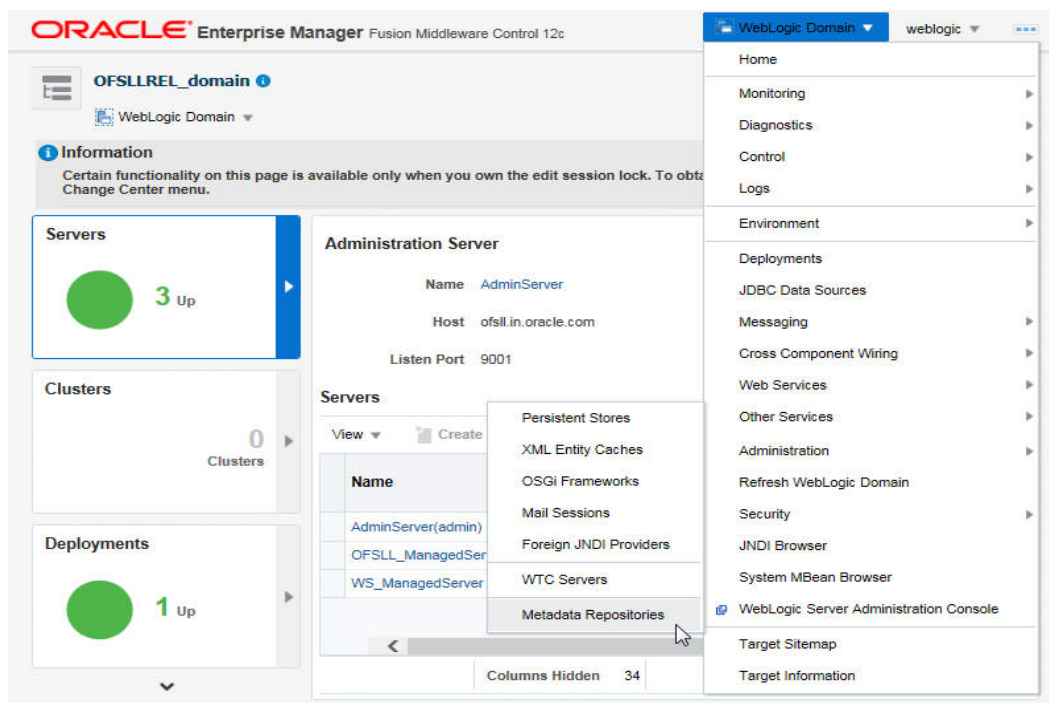 ORACLE Enterprise Manager Fusion Middleware Control 12c
WebLogic Domain
weblogic
OFSLLREL_domain
WebLogic Domain
Information
Certain functionality on this page is available only when you own the edit session lock. To obta
Change Center menu.
Servers
3 Up
Clusters
0
Clusters
Deployments
1 Up
Administration Server
Name AdminServer
Host ofsll.in.oracle.com
Listen Port 9001
Servers
View Create
Name
AdminServer(admin)
OFSLL_ManagedSer
WS_ManagedServer
Columns Hidden 34
Persistent Stores
XML Entity Caches
OSGi Frameworks
Mail Sessions
Foreign JNDI Providers
WTC Servers
Metadata Repositories
Home
Monitoring
Diagnostics
Control
Logs
Environment
Deployments
JDBC Data Sources
Messaging
Cross Component Wiring
Web Services
Other Services
Administration
Refresh WebLogic Domain
Security
JNDI Browser
System MBean Browser
WebLogic Server Administration Console
Target Sitemap
Target Information